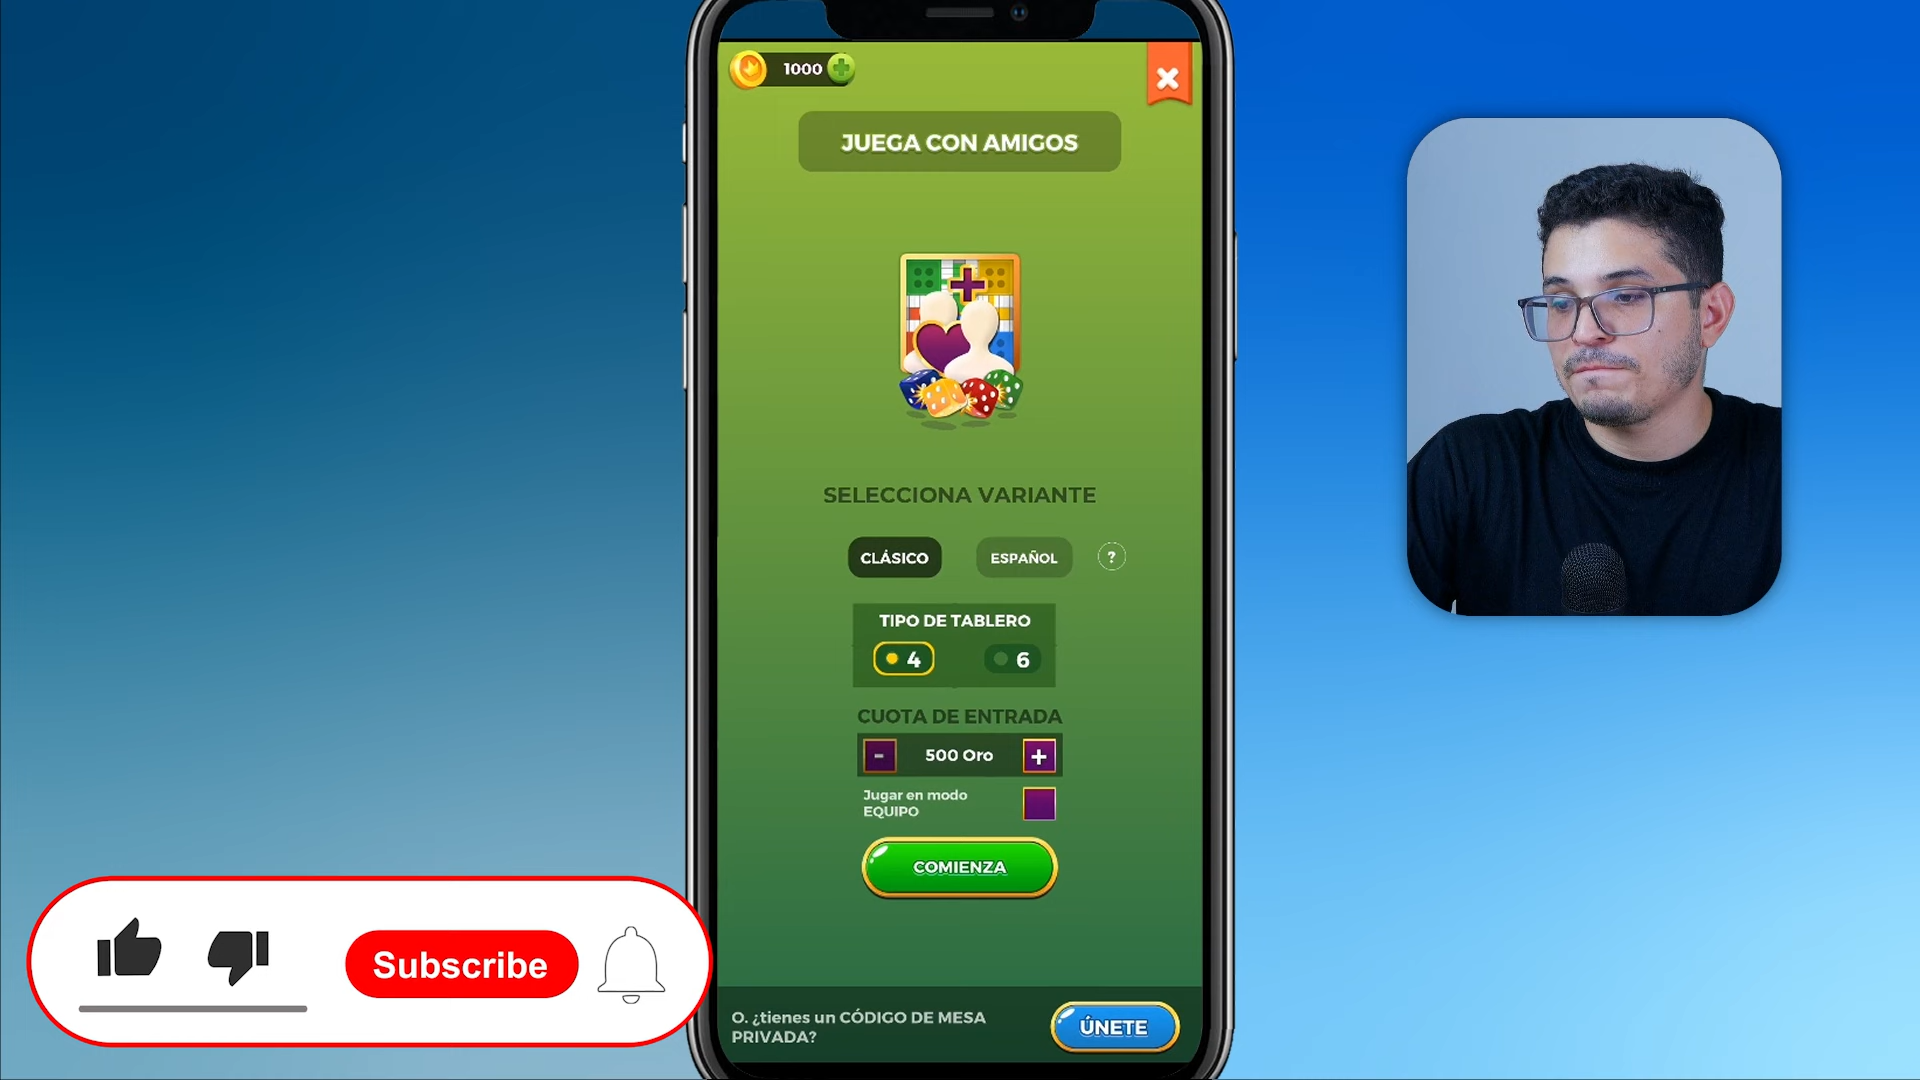 1000
JUEGA CON AMIGOS
SELECCIONA VARIANTE
CLÁSICO
ESPAÑOL
?
TIPO DE TABLERO
4
6
CUOTA DE ENTRADA
-
500 Oro
+
Jugar en modo
EQUIPO
COMIENZA
Subscribe
O. ¿tienes un CÓDIGO DE MESA
PRIVADA?
ÚNETE